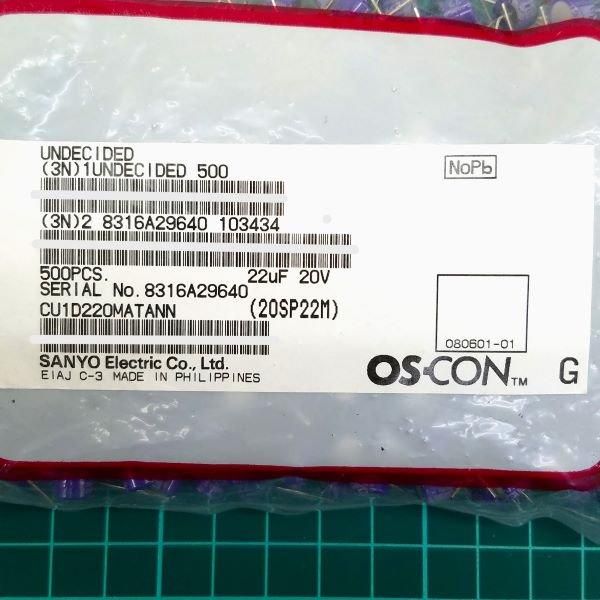 UNDECIDED
(3N)1UNDECIDED 500
NoPb
(3N)2 8316A29640 103434
500PCS. 22uF 20V
SERIAL No.8316A29640
CU1D220MATANN (20SP22M)
080601-01
SANYO Electric Co., Ltd.
EIAJ C-3 MADE IN PHILIPPINES
OS-CON™ G